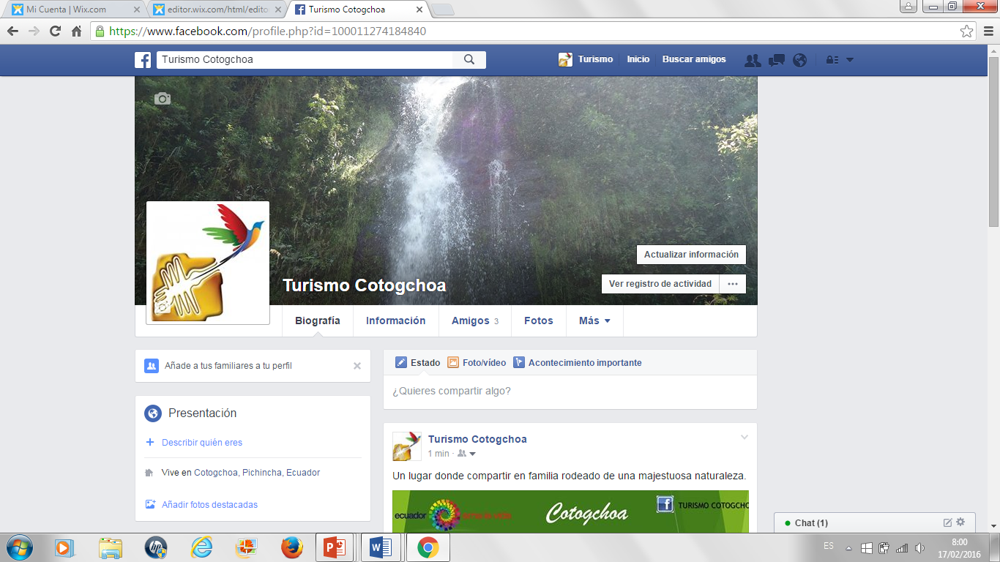 Mi Cuenta | Wix.com
editor.wix.com/html/edito
Turismo Cotogchoa
https://www.facebook.com/profile.php?id=100011274184840
Turismo Cotogchoa
Turismo
Inicio
Buscar amigos
Actualizar información
Turismo Cotogchoa
Ver registro de actividad
Biografía
Información
Amigos 3
Fotos
Más
Añade a tus familiares a tu perfil
Estado
Foto/vídeo
Acontecimiento importante
¿Quieres compartir algo?
Presentación
Describir quién eres
Vive en Cotogchoa, Pichincha, Ecuador
Añadir fotos destacadas
Turismo Cotogchoa
1 min
Un lugar donde compartir en familia rodeado de una majestuosa naturaleza.
ecuador
Cotogchoa
TURISMO COTOGCHO
Chat (1)
ES
8:00
17/02/2016